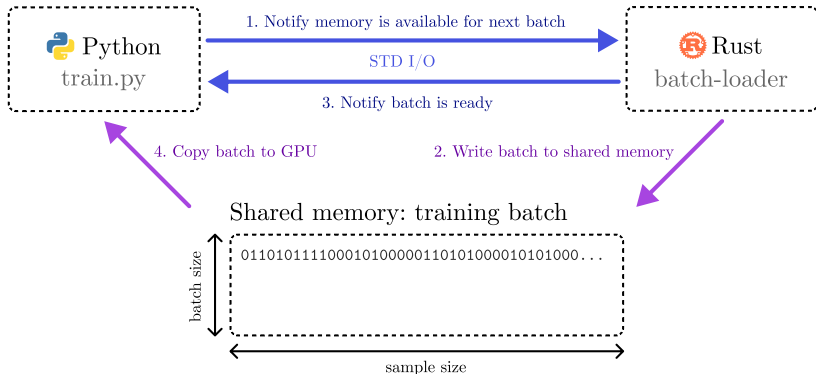 1. Notify memory is available for next batch
Python
train.py
STD I/O
Rust
batch-loader
3. Notify batch is ready
4. Copy batch to GPU
2. Write batch to shared memory
Shared memory: training batch
011010111100010100000110101000010101000...
batch size
sample size